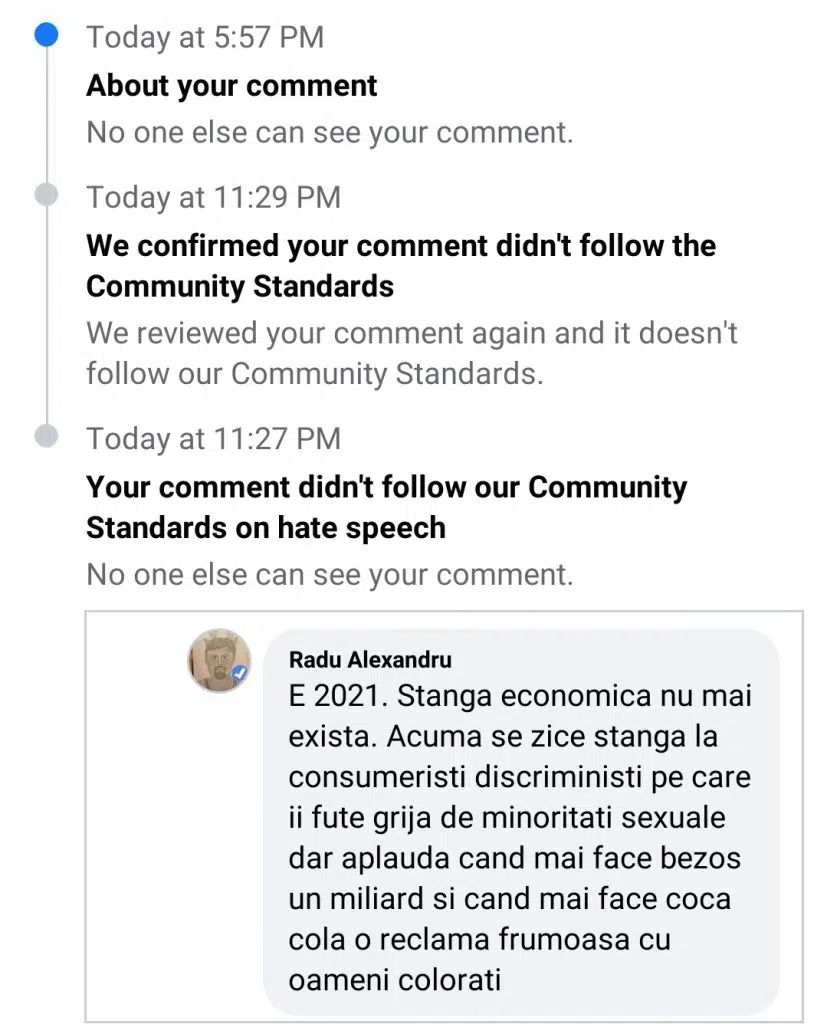 Today at 5:57 PM
About your comment
No one else can see your comment.
Today at 11:29 PM
We confirmed your comment didn't follow the
Community Standards
We reviewed your comment again and it doesn't
follow our Community Standards.
Today at 11:27 PM
Your comment didn't follow our Community
Standards on hate speech
No one else can see your comment.
Radu Alexandru
E 2021. Stanga economica nu mai
exista. Acuma se zice stanga la
consumeristi discriministi pe care
ii fute grija de minoritati sexuale
dar aplauda cand mai face bezos
un miliard si cand mai face coca
cola o reclama frumoasa cu
oameni colorati